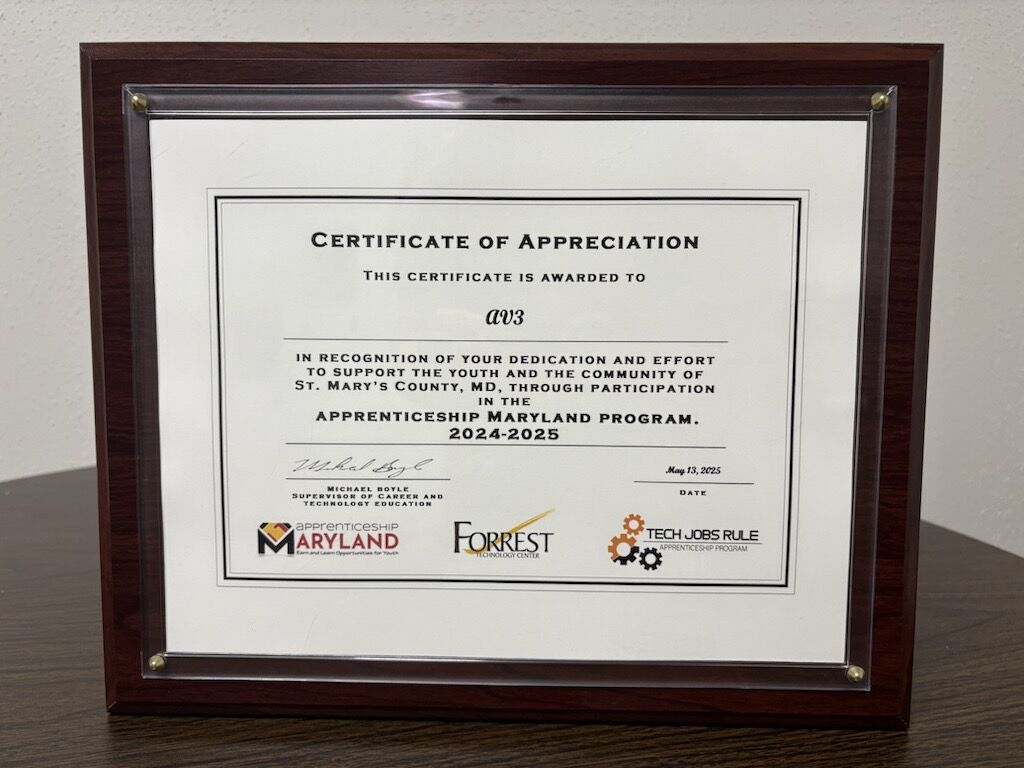 Certificate of Appreciation
This certificate is awarded to
AV3
in recognition of your dedication and effort
to support the youth and the community of
St. Mary's County, MD, through participation
in the
Apprenticeship Maryland Program.
2024-2025
Michael Boyle
May 13, 2025
Michael Boyle
Supervisor of Career and
Technology Education
Date
apprenticeship
MARYLAND
Earn and Learn Opportunities for Youth
FORREST
TECHNOLOGY CENTER
TECH JOBS RULE
APPRENTICESHIP PROGRAM